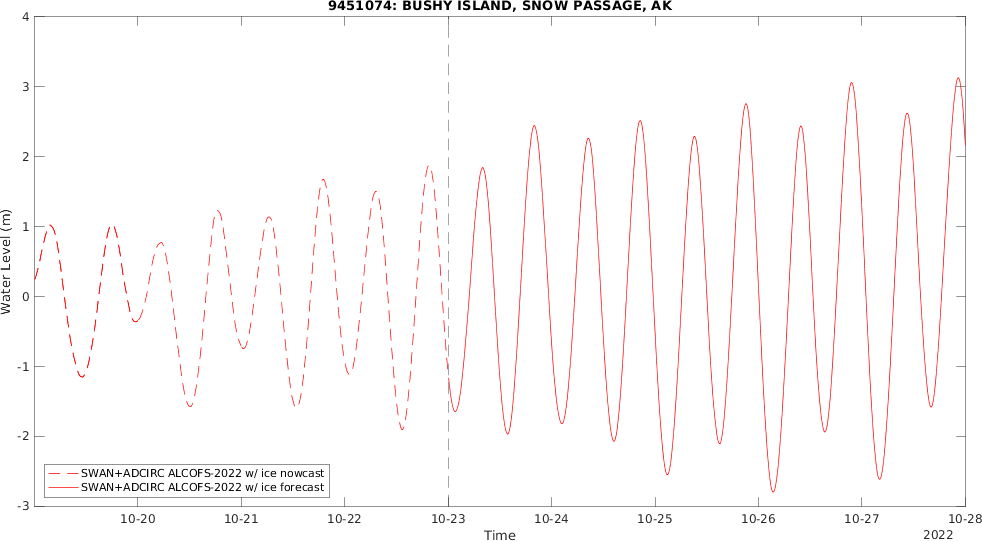 9451074: BUSHY ISLAND, SNOW PASSAGE, AK
Water Level (m)
4
3
2
1
0
-1
-2
-3
SWAN+ADCIRC ALCOFS-2022 w/ ice nowcast
SWAN+ADCIRC ALCOFS-2022 w/ ice forecast
10-20 10-21 10-22 10-23 10-24 10-25 10-26 10-27 10-28
Time
2022